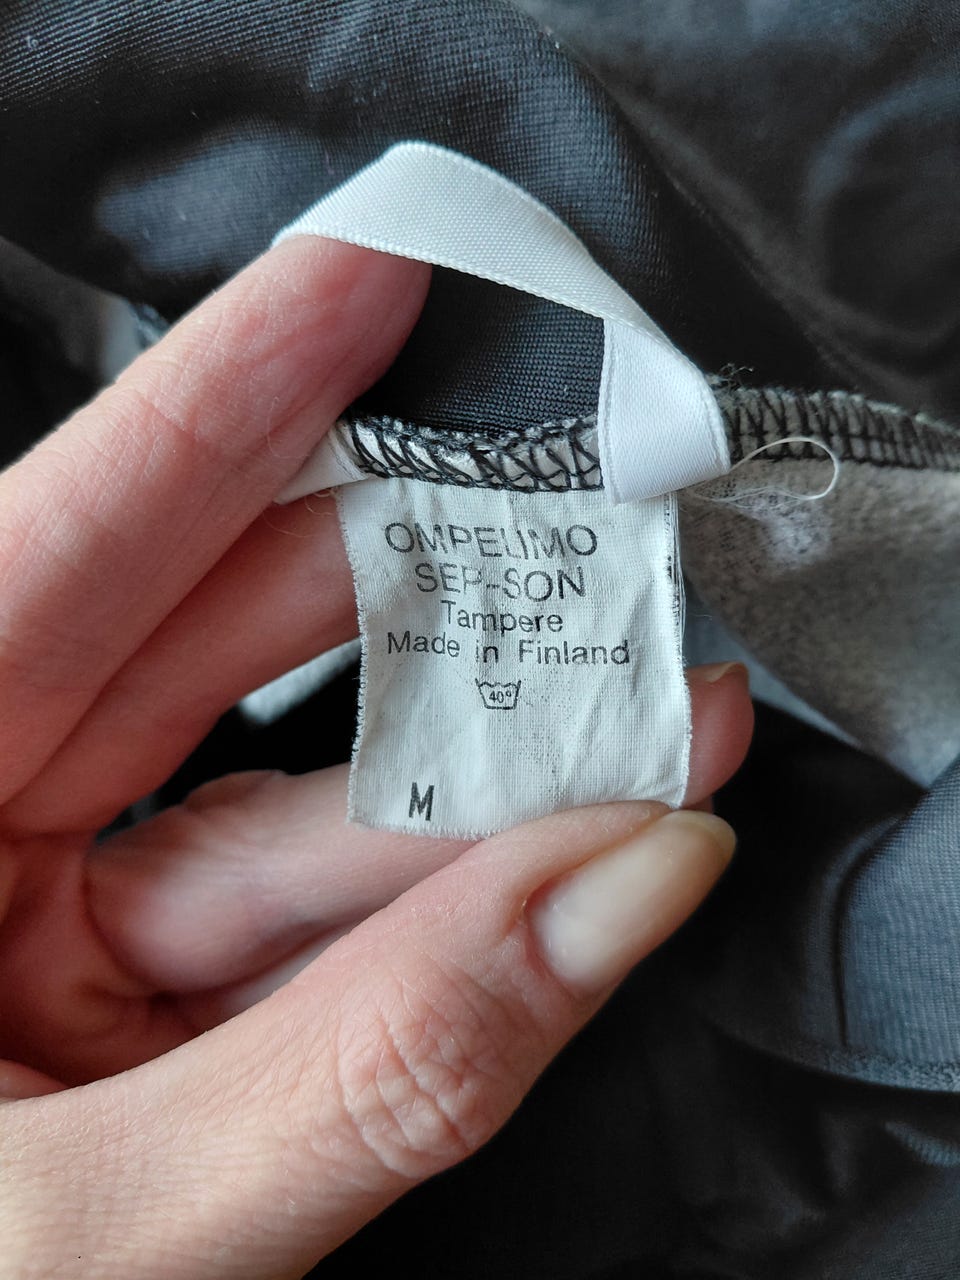 OMPELIMO
SEP-SON
Tampere
Made in Finland
40°
M